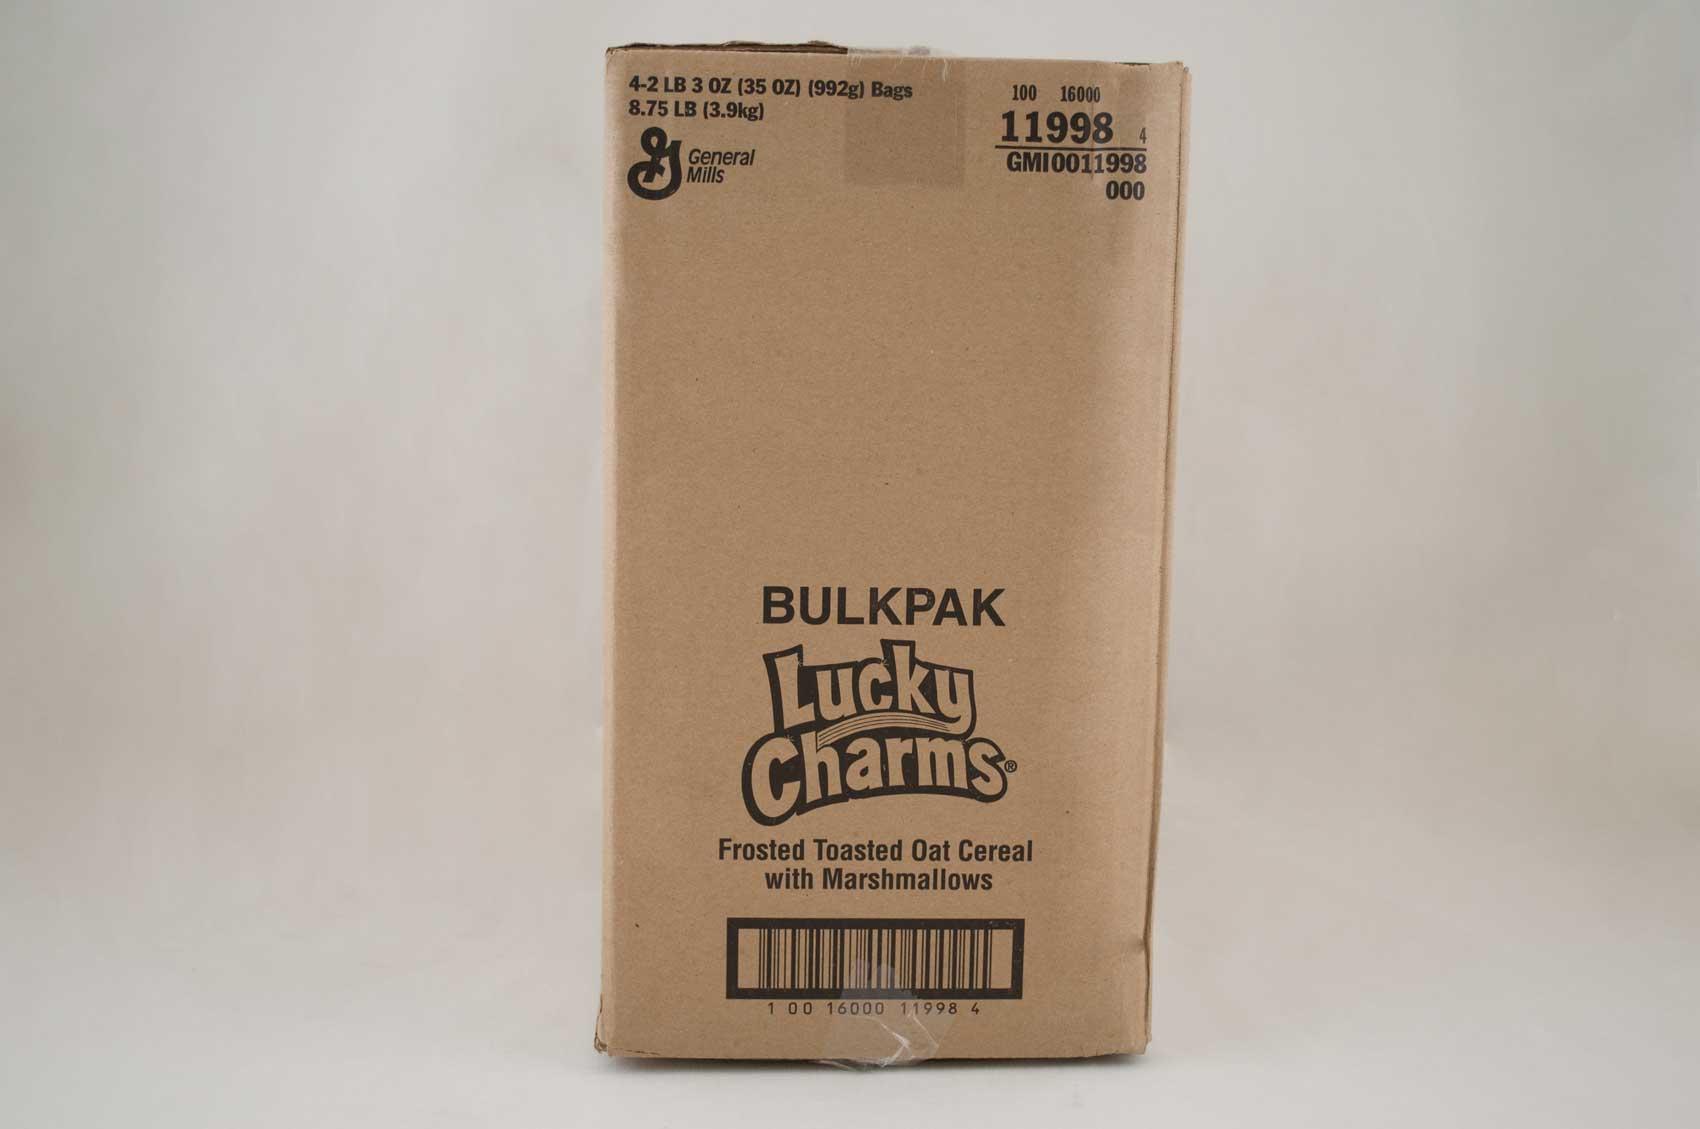 4-2 LB 3 OZ (35 OZ) (992g) Bags
8.75 LB (3.9kg)
General
Mills
100 16000
11998 4
GMI0011998
000
BULKPAK
Lucky
Charms®
Frosted Toasted Oat Cereal
with Marshmallows
1 00 16000 11998 4